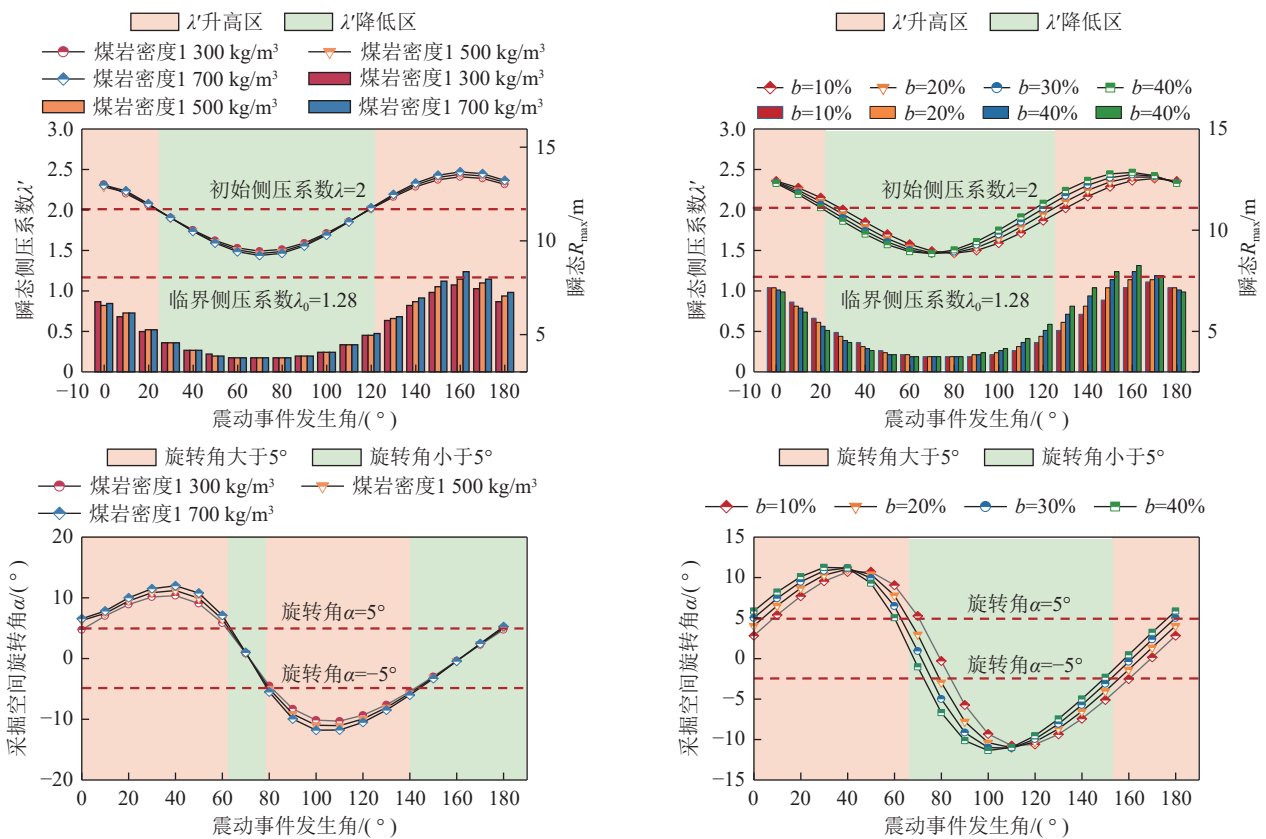 λ′升高区 λ′降低区
煤岩密度1 300 kg/m³ 煤岩密度1 500 kg/m³
煤岩密度1 700 kg/m³ 煤岩密度1 300 kg/m³
煤岩密度1 500 kg/m³ 煤岩密度1 700 kg/m³
3.0
2.5
2.0
1.5
1.0
0.5
0
瞬态侧压系数λ′
15
10
5
瞬态Rmax/m
初始侧压系数λ=2
临界侧压系数λ₀=1.28
−10 0 20 40 60 80 100 120 140 160 180
震动事件发生角/(°)
λ′升高区 λ′降低区
b=10% b=20% b=30% b=40%
b=10% b=20% b=40% b=40%
3.0
2.5
2.0
1.5
1.0
0.5
0
瞬态侧压系数λ′
15
10
5
瞬态Rmax/m
初始侧压系数λ=2
临界侧压系数λ₀=1.28
−10 0 20 40 60 80 100 120 140 160 180
震动事件发生角/(°)
旋转角大于5° 旋转角小于5°
煤岩密度1 300 kg/m³ 煤岩密度1 500 kg/m³
煤岩密度1 700 kg/m³
20
10
0
−10
−20
采掘空间旋转角α/(°)
旋转角α=5°
旋转角α=−5°
0 20 40 60 80 100 120 140 160 180
震动事件发生角/(°)
旋转角大于5° 旋转角小于5°
b=10% b=20% b=30% b=40%
15
10
5
0
−5
−10
−15
采掘空间旋转角α/(°)
旋转角α=5°
旋转角α=−5°
0 20 40 60 80 100 120 140 160 180
震动事件发生角/(°)